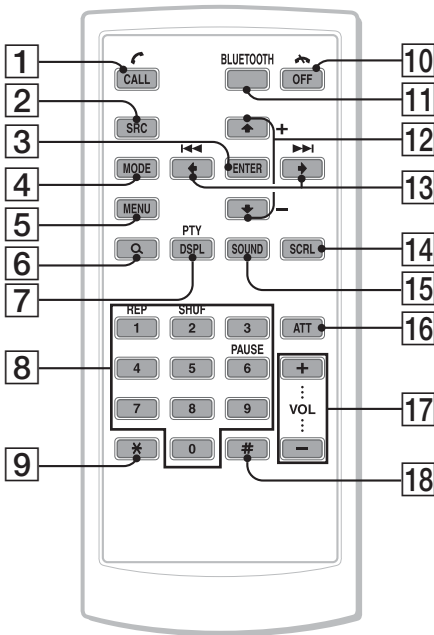 BLUETOOTH
1 CALL OFF 10
11
2 SRC + 12
3 ENTER
4 MODE 13
5 MENU −
PTY
6 DSPL SOUND SCRL 14
7 15
REP SHUF
1 2 3 ATT 16
PAUSE
8 4 5 6 +
VOL 17
7 8 9
9 * 0 # − 18